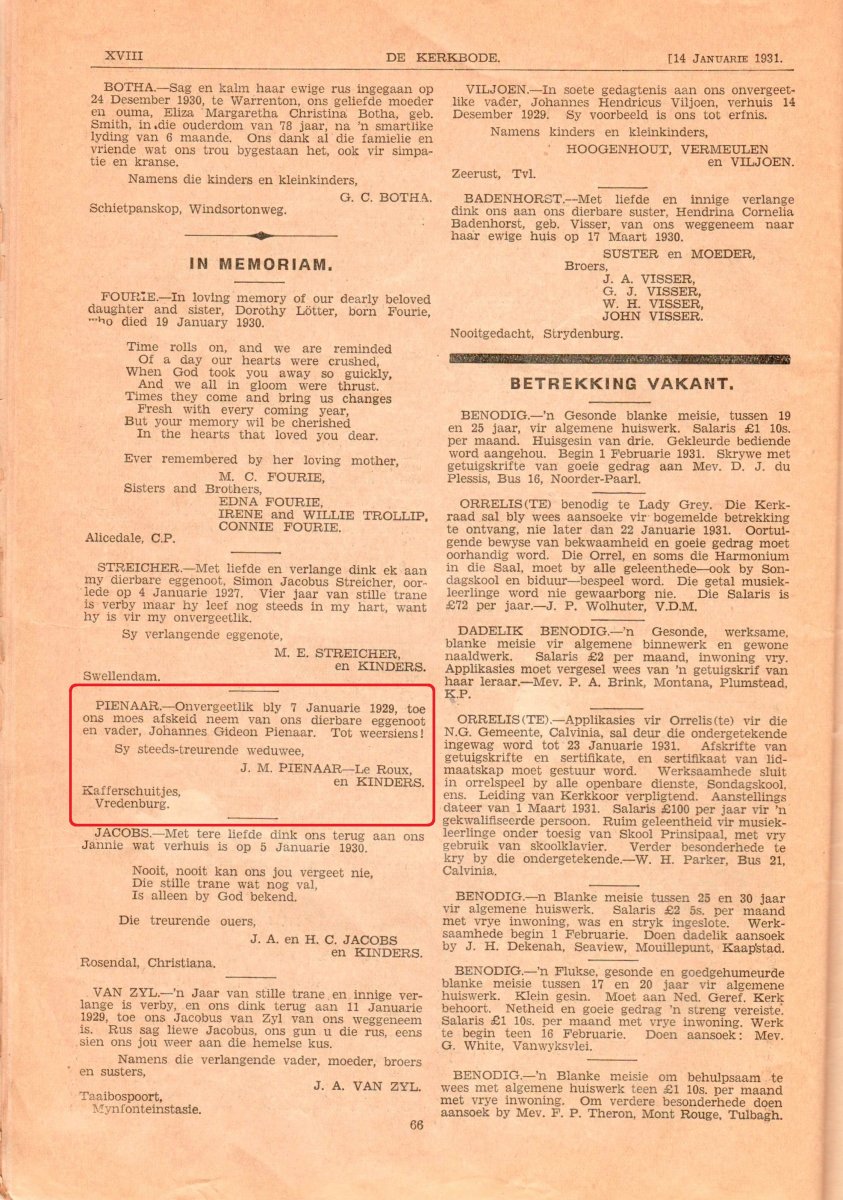 XVIII
DE KERKBODE.
[14 JANUARIE 1931.
BOTHA.—Sag en kalm haar ewige rus ingegaan op
24 Desember 1930, te Warrenton, ons geliefde moeder
en ouma, Eliza Margaretha Christina Botha, geb.
Smith, in die ouderdom van 78 jaar, na 'n smartlike
lyding van 6 maande. Ons dank al die famielie en
vriende wat ons trou bygestaan het, ook vir simpa-
tie en kranse.
Namens die kinders en kleinkinders,
G. C. BOTHA.
Schietpanskop, Windsortonweg.
IN MEMORIAM.
FOURIE.—In loving memory of our dearly beloved
daughter and sister, Dorothy Lötter, born Fourie,
who died 19 January 1930.
Time rolls on, and we are reminded
Of a day our hearts were crushed,
When God took you away so guickly,
And we all in gloom were thrust.
Times they come and bring us changes
Fresh with every coming year,
But your memory wil be cherished
In the hearts that loved you dear.
Ever remembered by her loving mother,
M. C. FOURIE,
Sisters and Brothers,
EDNA FOURIE,
IRENE and WILLIE TROLLIP,
CONNIE FOURIE.
Alicedale, C.P.
STREICHER.—Met liefde en verlange dink ek aan
my dierbare eggenoot, Simon Jacobus Streicher, oor-
lede op 4 Januarie 1927. Vier jaar van stille trane
is verby maar hy leef nog steeds in my hart, want
hy is vir my onvergeetlik.
Sy verlangende eggenote,
M. E. STREICHER,
en KINDERS.
Swellendam.
PIENAAR.—Onvergeetlik bly 7 Januarie 1929, toe
ons moes afskeid neem van ons dierbare eggenoot
en vader, Johannes Gideon Pienaar. Tot weersiens!
Sy steeds-treurende weduwee,
J. M. PIENAAR—Le Roux,
en KINDERS.
Kafferschuitjes,
Vredenburg.
JACOBS.—Met tere liefde dink ons terug aan ons
Jannie wat verhuis is op 5 Januarie 1930.
Nooit, nooit kan ons jou vergeet nie,
Die stille trane wat nog val,
Is alleen by God bekend.
Die treurende ouers,
J. A. en H. C. JACOBS
en KINDERS.
Rosendal, Christiana.
VAN ZYL.—'n Jaar van stille trane en innige ver-
lange is verby, en ons dink terug aan 11 Januarie
1929, toe ons Jacobus van Zyl van ons weggeneem
is. Rus sag liewe Jacobus, ons gun u die rus, eens
sien ons jou weer aan die hemelse kus.
Namens die verlangende vader, moeder, broers
en susters,
J. A. VAN ZYL.
Taaibospoort,
Mynfonteinstasie.
VILJOEN.—In soete gedagtenis aan ons onvergeet-
like vader, Johannes Hendricus Viljoen, verhuis 14
Desember 1929. Sy voorbeeld is ons tot erfnis.
Namens kinders en kleinkinders,
HOOGENHOUT, VERMEULEN
en VILJOEN.
Zeerust, Tvl.
BADENHORST.—Met liefde en innige verlange
dink ons aan ons dierbare suster, Hendrina Cornelia
Badenhorst, geb. Visser, van ons weggeneem naar
haar ewige huis op 17 Maart 1930.
SUSTER en MOEDER,
Broers,
J. A. VISSER,
G. J. VISSER,
W. H. VISSER,
JOHN VISSER.
Nooitgedacht, Strydenburg.
BETREKKING VAKANT.
BENODIG.—'n Gesonde blanke meisie, tussen 19
en 25 jaar, vir algemene huiswerk. Salaris £1 10s.
per maand. Huisgesin van drie. Gekleurde bediende
word aangehou. Begin 1 Februarie 1931. Skrywe met
getuigskrifte van goeie gedrag aan Mev. D. J. du
Plessis, Bus 16, Noorder-Paarl.
ORRELIS(TE) benodig te Lady Grey. Die Kerk-
raad sal bly wees aansoeke vir bogemelde betrekking
te ontvang, nie later dan 22 Januarie 1931. Oortui-
gende bewyse van bekwaamheid en goeie gedrag moet
oorhandig word. Die Orrel, en soms die Harmonium
in die Saal, moet by alle geleenthede—ook by Son-
dagskool en biduur—bespeel word. Die getal musiek-
leerlinge word nie gewaarborg nie. Die Salaris is
£72 per jaar.—J. P. Wolhuter, V.D.M.
DADELIK BENODIG.—'n Gesonde, werksame,
blanke meisie vir algemene binnewerk en gewone
naaldwerk. Salaris £2 per maand, inwoning vry.
Applikasies moet vergesel wees van 'n getuigskrif van
haar leraar.—Mev. P. A. Brink, Montana, Plumstead,
K.P.
ORRELIS(TE).—Applikasies vir Orrelis(te) vir die
N.G. Gemeente, Calvinia, sal deur die ondergetekende
ingewag word tot 23 Januarie 1931. Afskrifte van
getuigskrifte en sertifikate, en sertifikaat van lid-
maatskap moet gestuur word. Werksaamhede sluit
in orrelspeel by alle openbare dienste, Sondagskool,
ens. Leiding van Kerkkoor verpligtend. Aanstellings
dateer van 1 Maart 1931. Salaris £100 per jaar vir 'n
gekwalifiseerde persoon. Ruim geleentheid vir musiek-
leerlinge onder toesig van Skool Prinsipaal, met vry
gebruik van skoolklavier. Verder besonderhede te
kry by die ondergetekende.—W. H. Parker, Bus 21,
Calvinia.
BENODIG.—n Blanke meisie tussen 25 en 30 jaar
vir algemene huiswerk. Salaris £2 5s. per maand
met vrye inwoning, was en stryk ingeslote. Werk-
saamhede begin 1 Februarie. Doen dadelik aansoek
by J. H. Dekenah, Seaview, Mouillepunt, Kaapstad.
BENODIG.—'n Flukse, gesonde en goedgehumeurde
blanke meisie tussen 17 en 20 jaar vir algemene
huiswerk. Klein gesin. Moet aan Ned. Geref. Kerk
behoort. Netheid en goeie gedrag 'n streng vereiste.
Salaris £1 10s. per maand met vrye inwoning. Werk
te begin teen 16 Februarie. Doen aansoek: Mev.
G. White, Vanwyksvlei.
BENODIG.—'n Blanke meisie om behulpsaam te
wees met algemene huiswerk teen £1 10s. per maand
met vrye inwoning. Om verdere besonderhede doen
aansoek by Mev. F. P. Theron, Mont Rouge, Tulbagh.
66